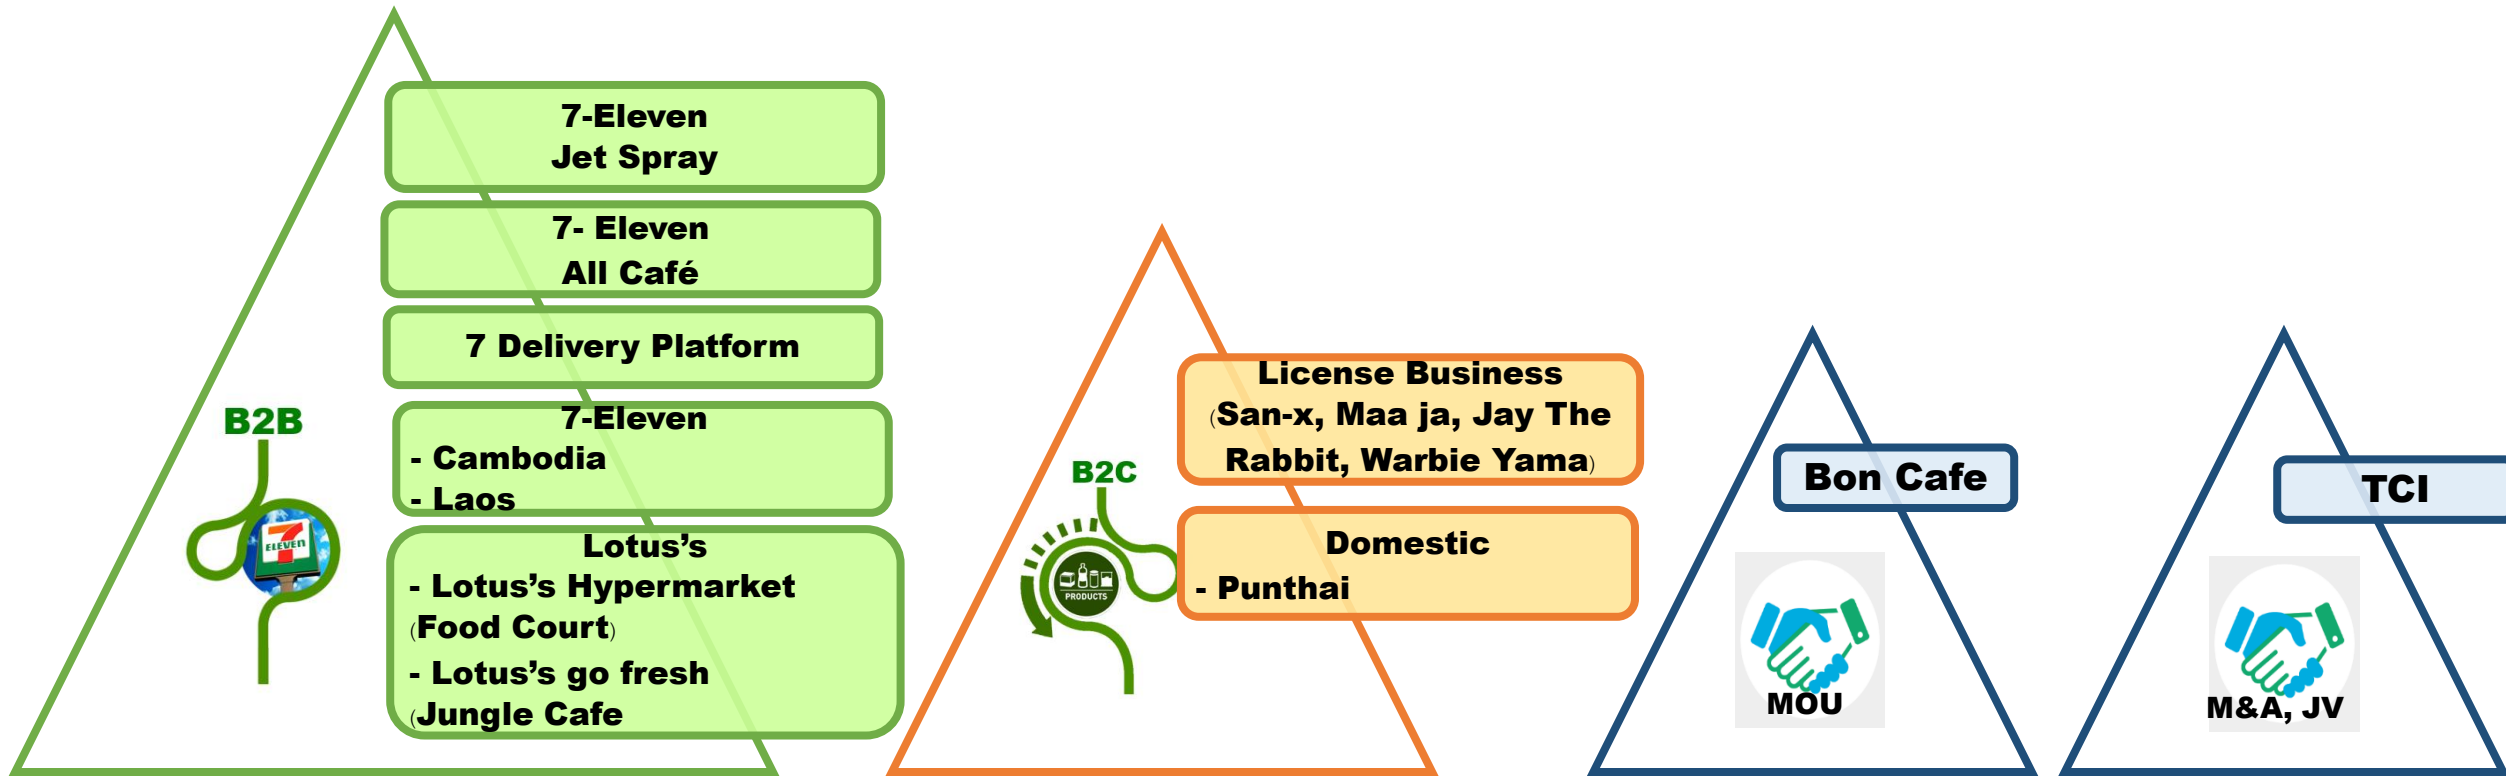 7-Eleven
Jet Spray
7- Eleven
All Café
7 Delivery Platform
B2B
7-Eleven
- Cambodia
- Laos
7
ELEVEn
Lotus’s
- Lotus’s Hypermarket
(Food Court)
- Lotus’s go fresh
(Jungle Cafe
B2C
PRODUCTS
License Business
(San-x, Maa ja, Jay The
Rabbit, Warbie Yama)
Domestic
- Punthai
Bon Cafe
MOU
TCI
M&A, JV